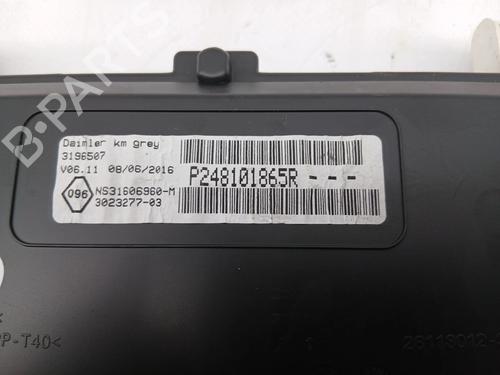 Daimler km grey
3196507
V06.11 08/06/2016
P248101865R - - -
096
NS31606960-M
3023277-03
B-PARTS
P-T40<